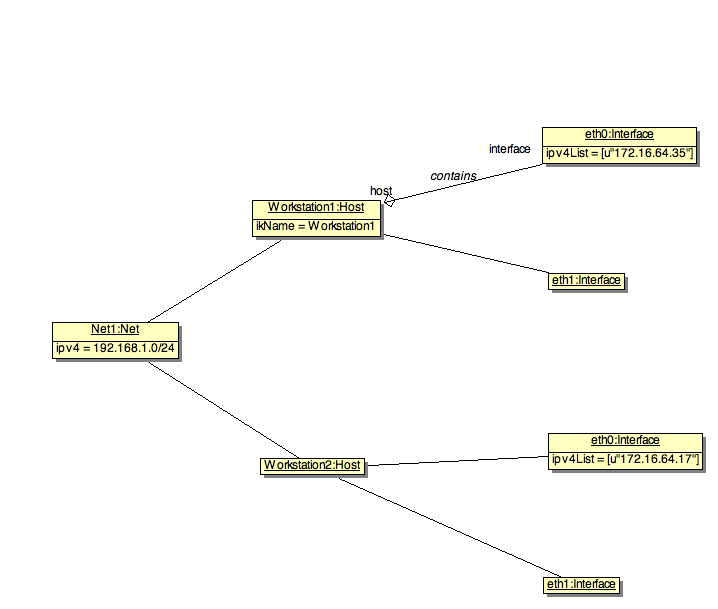 eth0:Interface
ipv4List = [u"172.16.64.35"]
interface
contains
host
Workstation1:Host
ikName = Workstation1
eth1:Interface
Net1:Net
ipv4 = 192.168.1.0/24
eth0:Interface
ipv4List = [u"172.16.64.17"]
Workstation2:Host
eth1:Interface